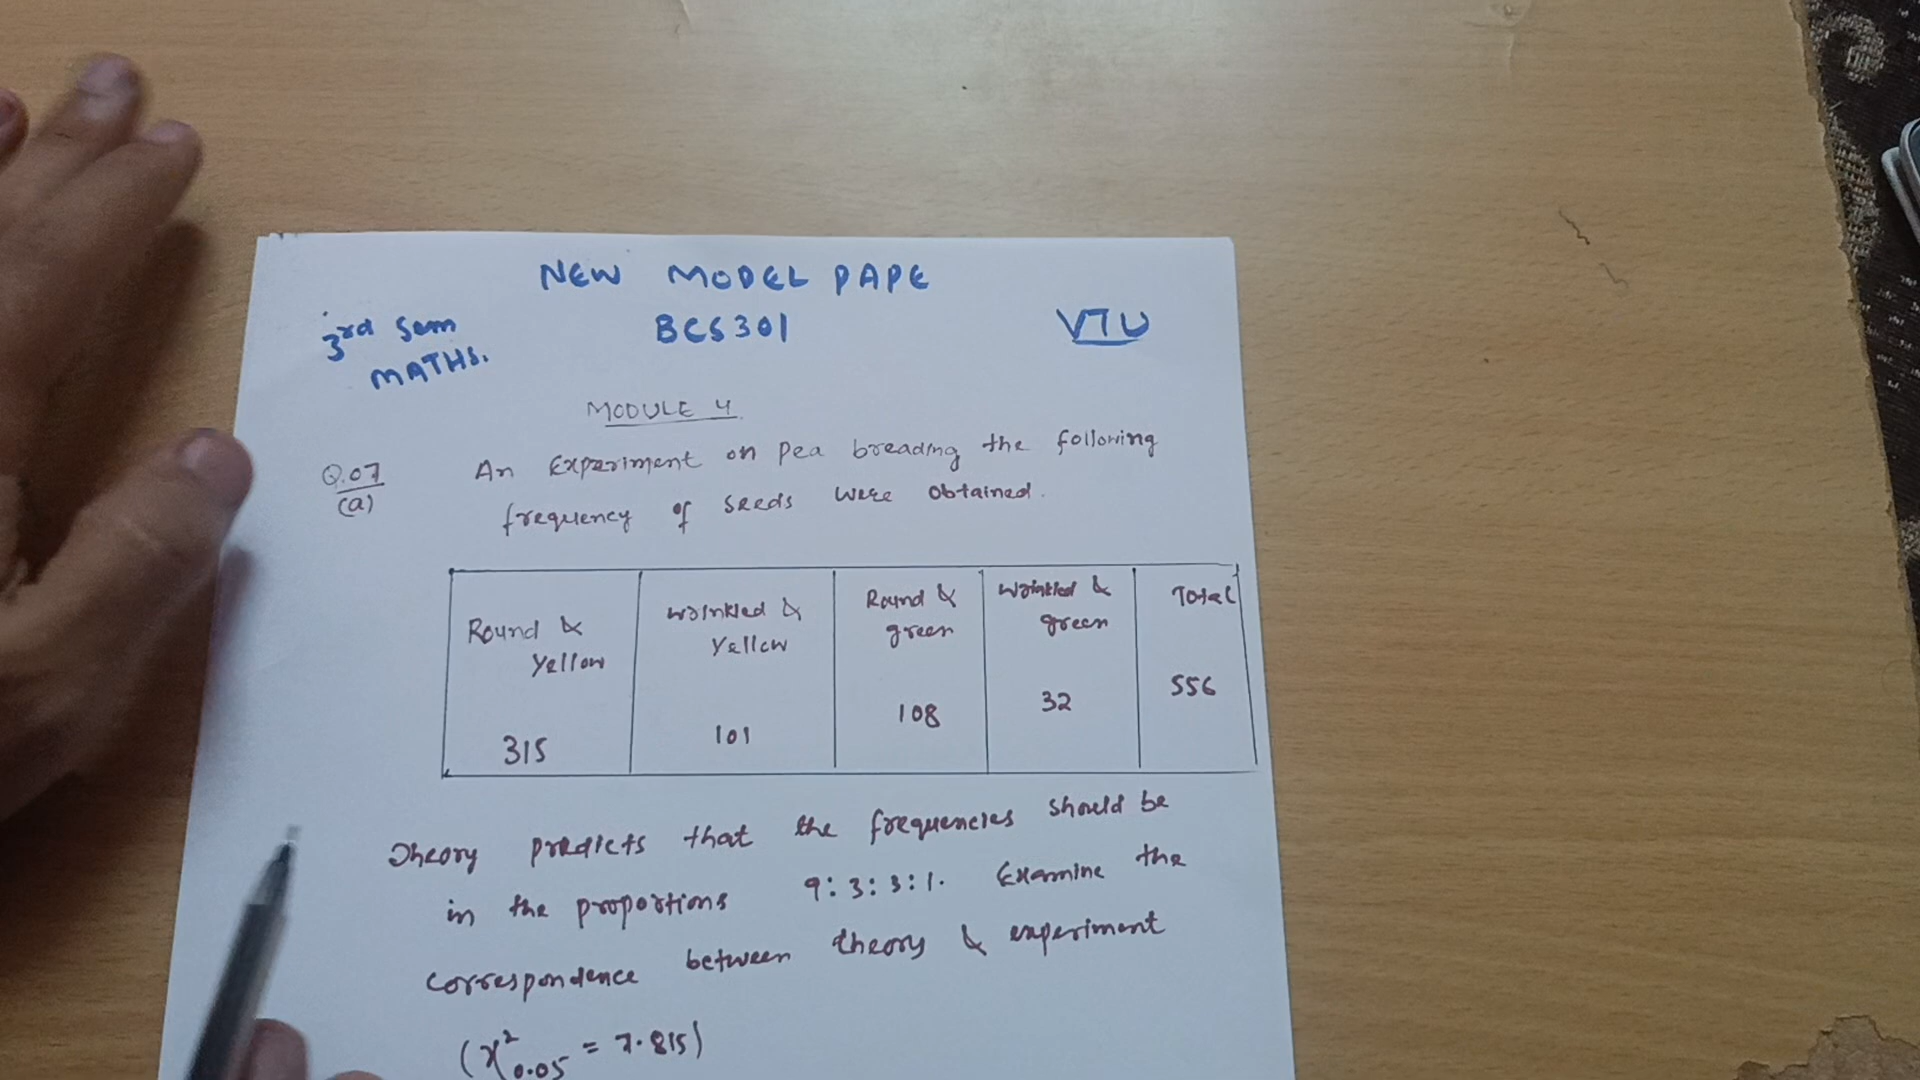 NEW MODEL PAPE
3rd Sem
BCS301
VTU
MATHS.
MODULE 4
Q.07
(a)
An Experiment on Pea breading the following
frequency of seeds were obtained.
Round &
Yellow
315
wrinkled &
Yellow
101
Round &
green
108
wrinkled &
green
32
Total
556
Theory predicts that the frequencies should be
in the proportions 9:3:3:1. Examine the
correspondence between theory & experiment
(χ²0.05 = 7.815)